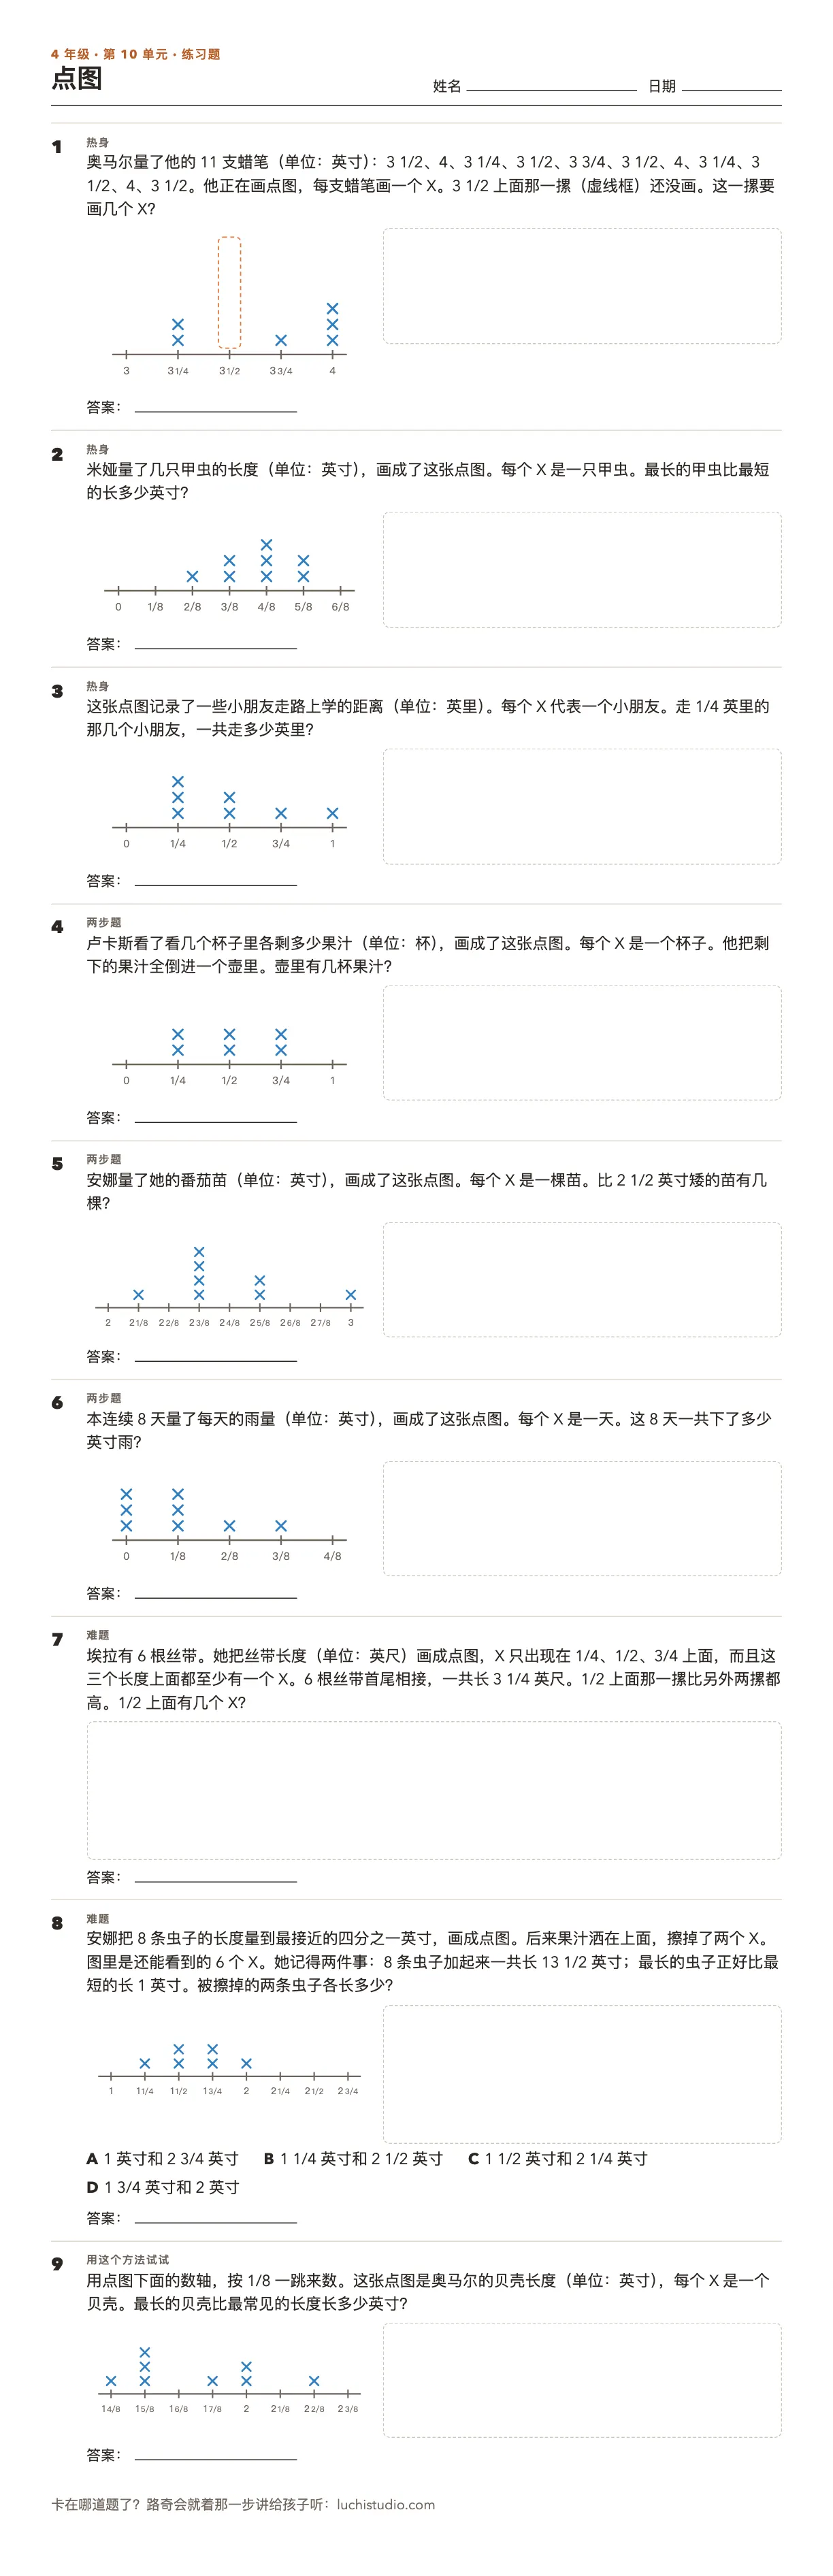 4 年级 · 第 10 单元 · 练习题
点图
姓名 日期
1
热身
奥马尔量了他的 11 支蜡笔（单位：英寸）：3 1/2、4、3 1/4、3 1/2、3 3/4、3 1/2、4、3 1/4、3
1/2、4、3 1/2。他正在画点图，每支蜡笔画一个 X。3 1/2 上面那一摞（虚线框）还没画。这一摞要
画几个 X？
3 3 1/4 3 1/2 3 3/4 4
答案：
2
热身
米娅量了几只甲虫的长度（单位：英寸），画成了这张点图。每个 X 是一只甲虫。最长的甲虫比最短
的长多少英寸？
0 1/8 2/8 3/8 4/8 5/8 6/8
答案：
3
热身
这张点图记录了一些小朋友走路上学的距离（单位：英里）。每个 X 代表一个小朋友。走 1/4 英里的
那几个小朋友，一共走多少英里？
0 1/4 1/2 3/4 1
答案：
4
两步题
卢卡斯看了看几个杯子里各剩多少果汁（单位：杯），画成了这张点图。每个 X 是一个杯子。他把剩
下的果汁全倒进一个壶里。壶里有几杯果汁？
0 1/4 1/2 3/4 1
答案：
5
两步题
安娜量了她的番茄苗（单位：英寸），画成了这张点图。每个 X 是一棵苗。比 2 1/2 英寸矮的苗有几
棵？
2 2 1/8 2 2/8 2 3/8 2 4/8 2 5/8 2 6/8 2 7/8 3
答案：
6
两步题
本连续 8 天量了每天的雨量（单位：英寸），画成了这张点图。每个 X 是一天。这 8 天一共下了多少
英寸雨？
0 1/8 2/8 3/8 4/8
答案：
7
难题
埃拉有 6 根丝带。她把丝带长度（单位：英尺）画成点图，X 只出现在 1/4、1/2、3/4 上面，而且这
三个长度上面都至少有一个 X。6 根丝带首尾相接，一共长 3 1/4 英尺。1/2 上面那一摞比另外两摞都
高。1/2 上面有几个 X？
答案：
8
难题
安娜把 8 条虫子的长度量到最接近的四分之一英寸，画成点图。后来果汁洒在上面，擦掉了两个 X。
图里是还能看到的 6 个 X。她记得两件事：8 条虫子加起来一共长 13 1/2 英寸；最长的虫子正好比最
短的长 1 英寸。被擦掉的两条虫子各长多少？
1 1 1/4 1 1/2 1 3/4 2 2 1/4 2 1/2 2 3/4
A 1 英寸和 2 3/4 英寸 B 1 1/4 英寸和 2 1/2 英寸 C 1 1/2 英寸和 2 1/4 英寸
D 1 3/4 英寸和 2 英寸
答案：
9
用这个方法试试
用点图下面的数轴，按 1/8 一跳来数。这张点图是奥马尔的贝壳长度（单位：英寸），每个 X 是一个
贝壳。最长的贝壳比最常见的长度长多少英寸？
1 4/8 1 5/8 1 6/8 1 7/8 2 2 1/8 2 2/8 2 3/8
答案：
卡在哪道题了？路奇会就着那一步讲给孩子听：luchistudio.com